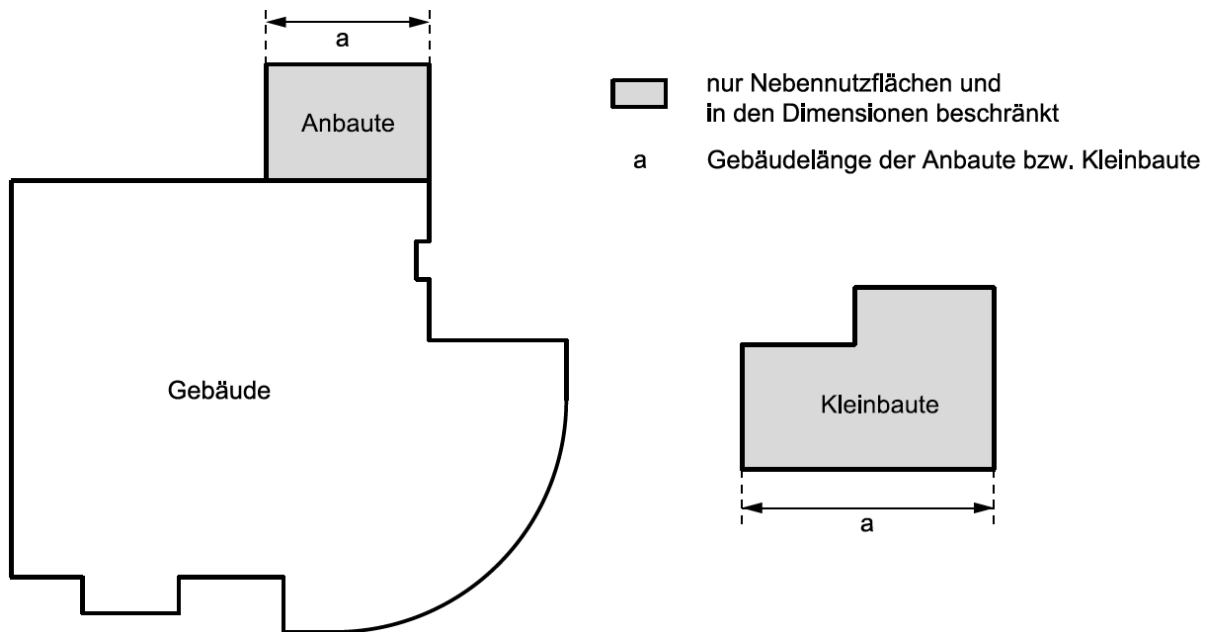 a
Anbaute
nur Nebennutzflächen und
in den Dimensionen beschränkt
a Gebäudelänge der Anbaute bzw. Kleinbaute
Gebäude
Kleinbaute
a